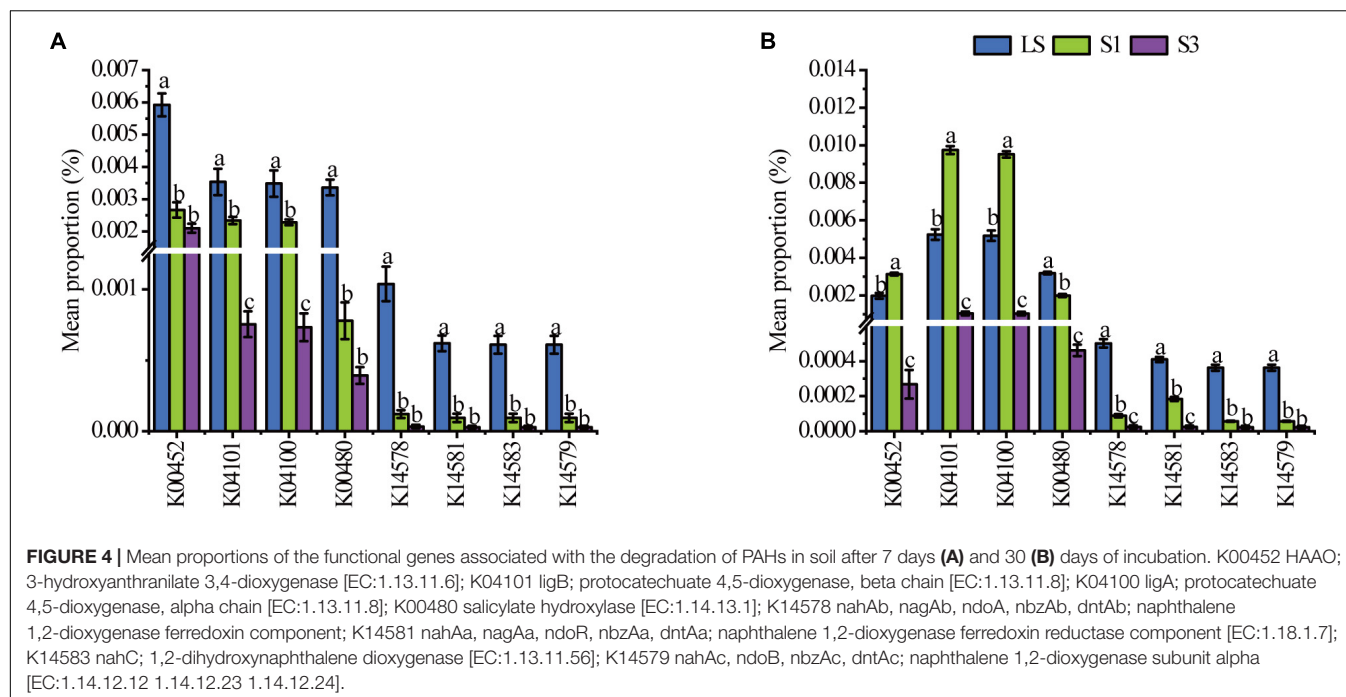 A
0.007
0.006
0.005
0.004
0.003
0.002
0.001
0.000
Mean proportion (%)
a
b
b
a
b
c
a
b
c
a
b
b
a
b
b
a
b
b
a
b
b
a
b
b
K00452
K04101
K04100
K00480
K14578
K14581
K14583
K14579
B
LS S1 S3
0.014
0.012
0.010
0.008
0.006
0.004
0.002
0.0004
0.0002
0.0000
Mean proportion (%)
b
a
c
b
a
c
b
a
c
a
b
c
a
b
c
a
b
c
a
b
b
a
b
b
K00452
K04101
K04100
K00480
K14578
K14581
K14583
K14579
FIGURE 4 | Mean proportions of the functional genes associated with the degradation of PAHs in soil after 7 days (A) and 30 (B) days of incubation. K00452 HAAO;
3-hydroxyanthranilate 3,4-dioxygenase [EC:1.13.11.6]; K04101 ligB; protocatechuate 4,5-dioxygenase, beta chain [EC:1.13.11.8]; K04100 ligA; protocatechuate
4,5-dioxygenase, alpha chain [EC:1.13.11.8]; K00480 salicylate hydroxylase [EC:1.14.13.1]; K14578 nahAb, nagAb, ndoA, nbzAb, dntAb; naphthalene
1,2-dioxygenase ferredoxin component; K14581 nahAa, nagAa, ndoR, nbzAa, dntAa; naphthalene 1,2-dioxygenase ferredoxin reductase component [EC:1.18.1.7];
K14583 nahC; 1,2-dihydroxynaphthalene dioxygenase [EC:1.13.11.56]; K14579 nahAc, ndoB, nbzAc, dntAc; naphthalene 1,2-dioxygenase subunit alpha
[EC:1.14.12.12 1.14.12.23 1.14.12.24].